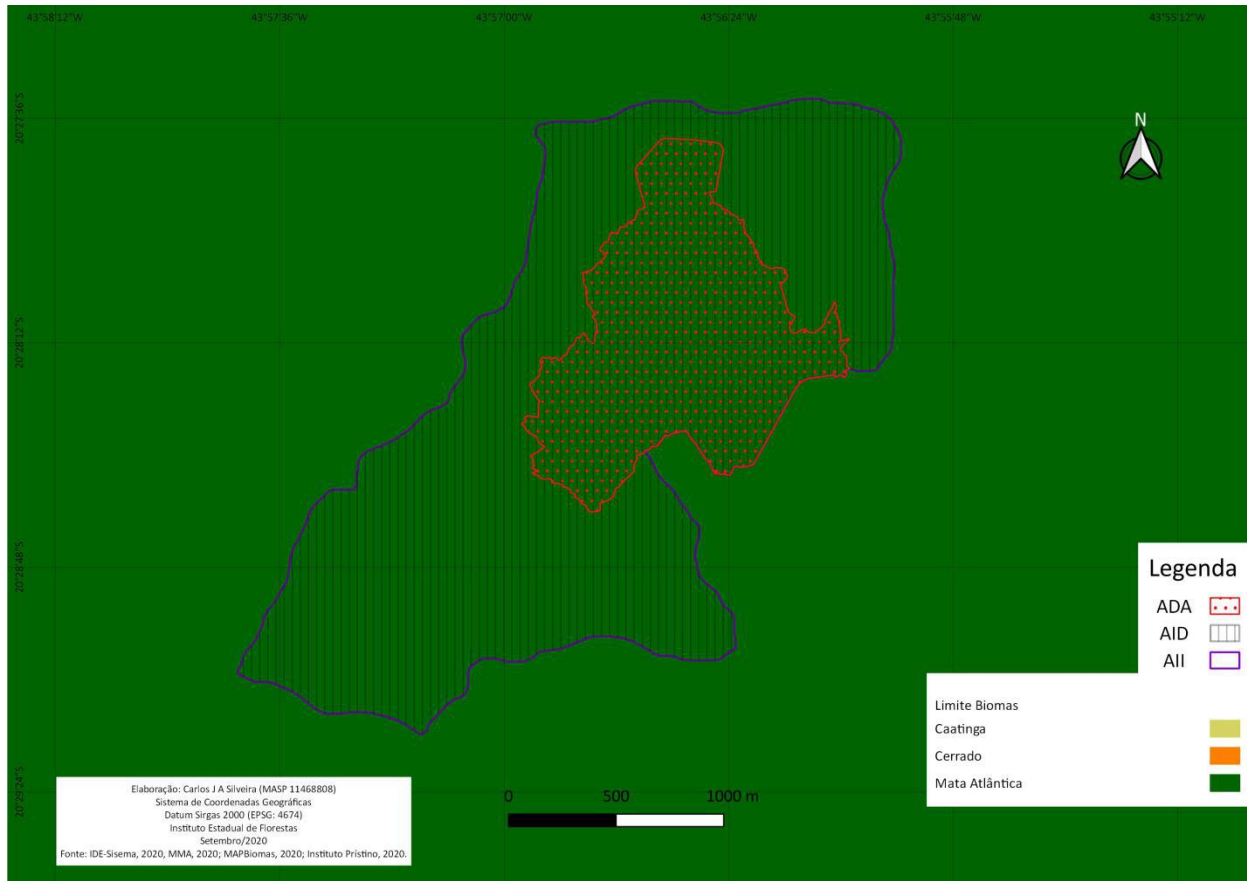 43°58'12"W 43°57'36"W 43°57'00"W 43°56'24"W 43°55'48"W 43°55'12"W
20°27'36"S
N
20°28'12"S
20°28'48"S
20°29'24"S
Legenda
ADA
AID
AII
Limite Biomas
Caatinga
Cerrado
Mata Atlântica
Elaboração: Carlos J A Silveira (MASP 11468808)
Sistema de Coordenadas Geográficas
Datum Sirgas 2000 (EPSG: 4674)
Instituto Estadual de Florestas
Setembro/2020
Fonte: IDE-Sisema, 2020, MMA, 2020; MAPBiomas, 2020; Instituto Prístino, 2020.
0 500 1000 m